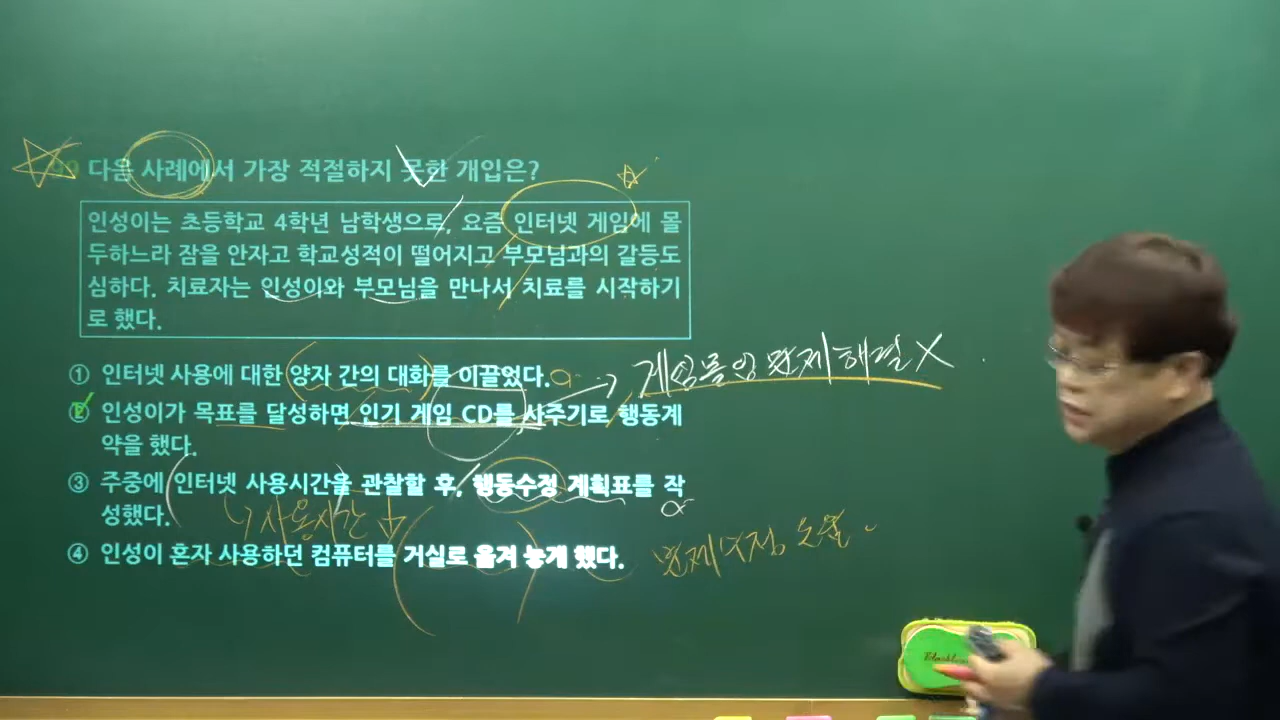 다음 사례에서 가장 적절하지 못한 개입은?
인성이는 초등학교 4학년 남학생으로, 요즘 인터넷 게임에 몰
두하느라 잠을 안자고 학교성적이 떨어지고 부모님과의 갈등도
심하다. 치료자는 인성이와 부모님을 만나서 치료를 시작하기
로 했다.
① 인터넷 사용에 대한 양자 간의 대화를 이끌었다.
→ 게임몰입 문제해결 X
② 인성이가 목표를 달성하면 인기 게임 CD를 사주기로 행동계
약을 했다.
③ 주중에 인터넷 사용시간을 관찰할 후, 행동수정 계획표를 작
성했다.
↳ 사용시간 ↓
④ 인성이 혼자 사용하던 컴퓨터를 거실로 옮겨 놓게 했다.